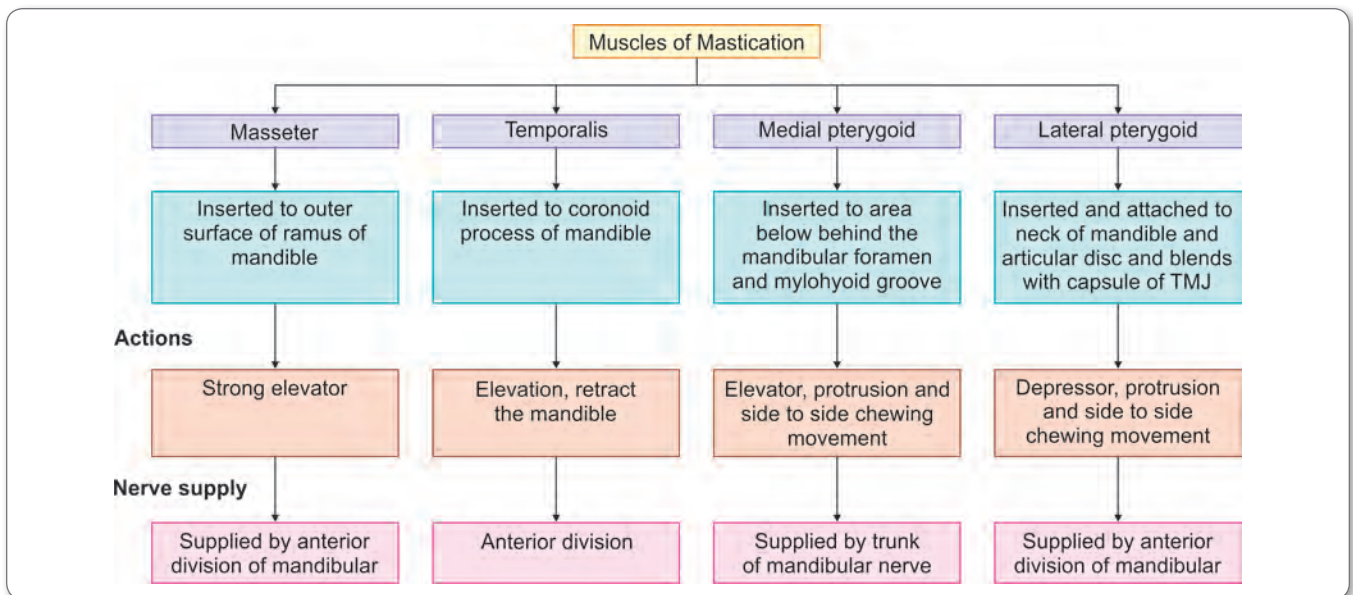 Muscles of Mastication
Masseter
Temporalis
Medial pterygoid
Lateral pterygoid
Inserted to outer
surface of ramus of
mandible
Inserted to coronoid
process of mandible
Inserted to area
below behind the
mandibular foramen
and mylohyoid groove
Inserted and attached to
neck of mandible and
articular disc and blends
with capsule of TMJ
Actions
Strong elevator
Elevation, retract
the mandible
Elevator, protrusion and
side to side chewing
movement
Depressor, protrusion
and side to side
chewing movement
Nerve supply
Supplied by anterior
division of mandibular
Anterior division
Supplied by trunk
of mandibular nerve
Supplied by anterior
division of mandibular